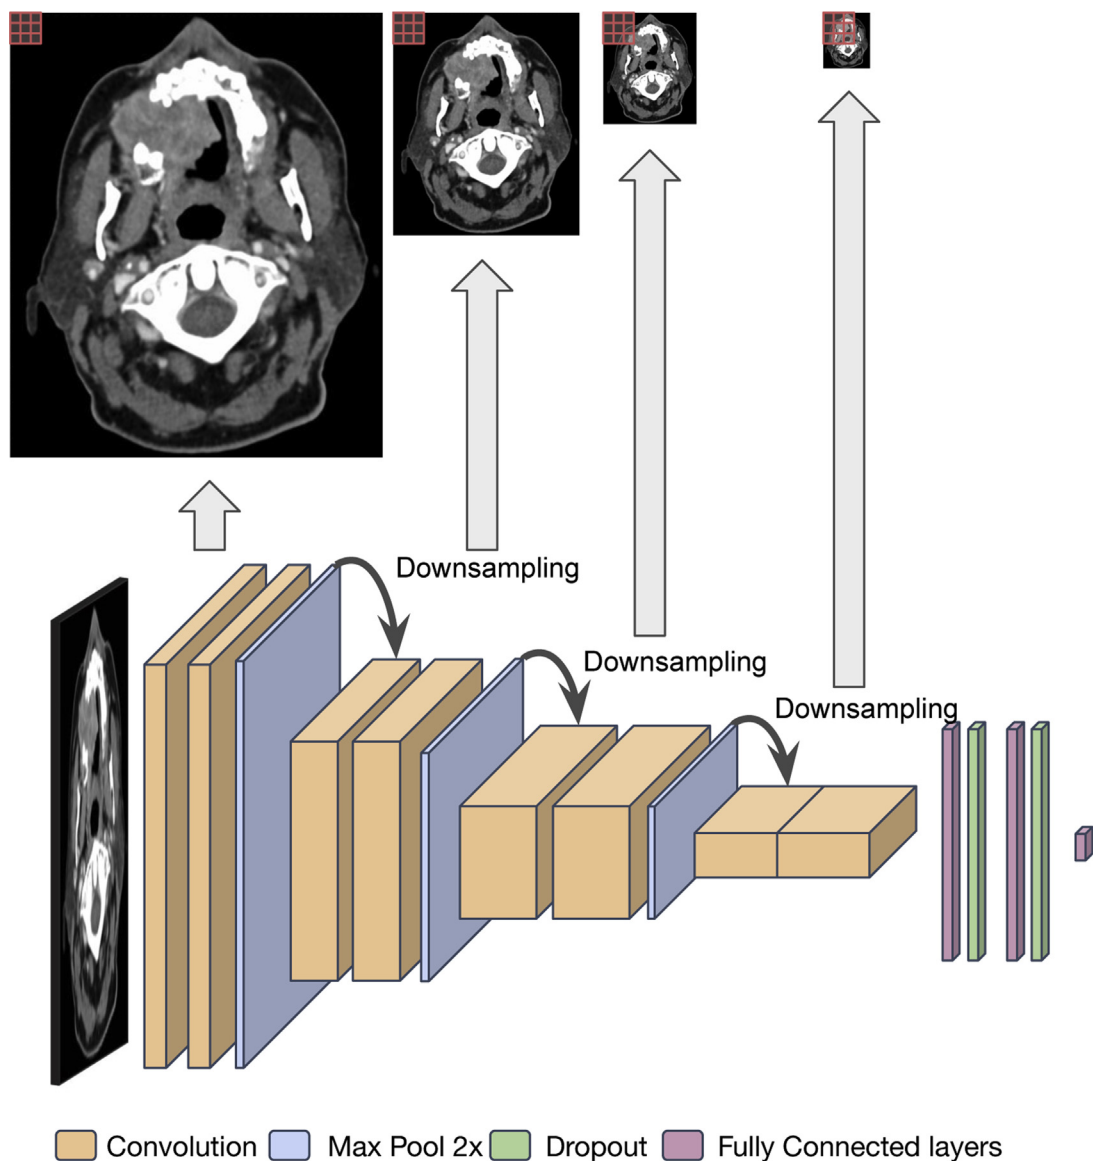 Downsampling
Downsampling
Downsampling
Convolution
Max Pool 2x
Dropout
Fully Connected layers